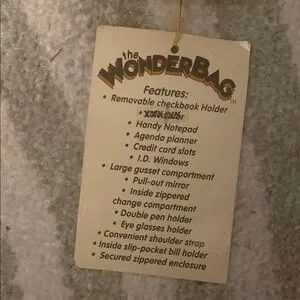 the
WONDERBAG™
Features:
• Removable checkbook Holder
• Handy Notepad
• Agenda planner
• Credit card slots
• I.D. Windows
• Large gusset compartment
• Pull-out mirror
• Inside zippered
change compartment
• Double pen holder
• Eye glasses holder
• Convenient shoulder strap
• Inside slip-pocket bill holder
• Secured zippered enclosure